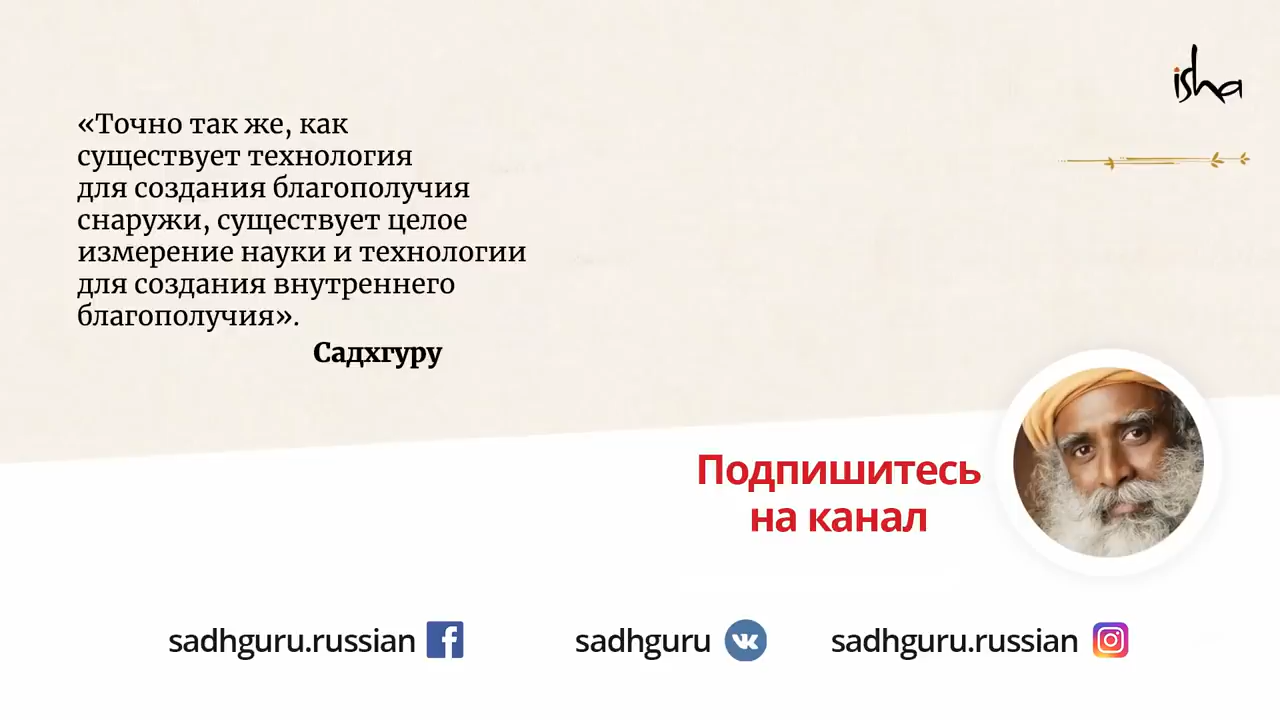 isha
«Точно так же, как
существует технология
для создания благополучия
снаружи, существует целое
измерение науки и технологии
для создания внутреннего
благополучия».
Садхгуру
Подпишитесь
на канал
sadhguru.russian
sadhguru
sadhguru.russian